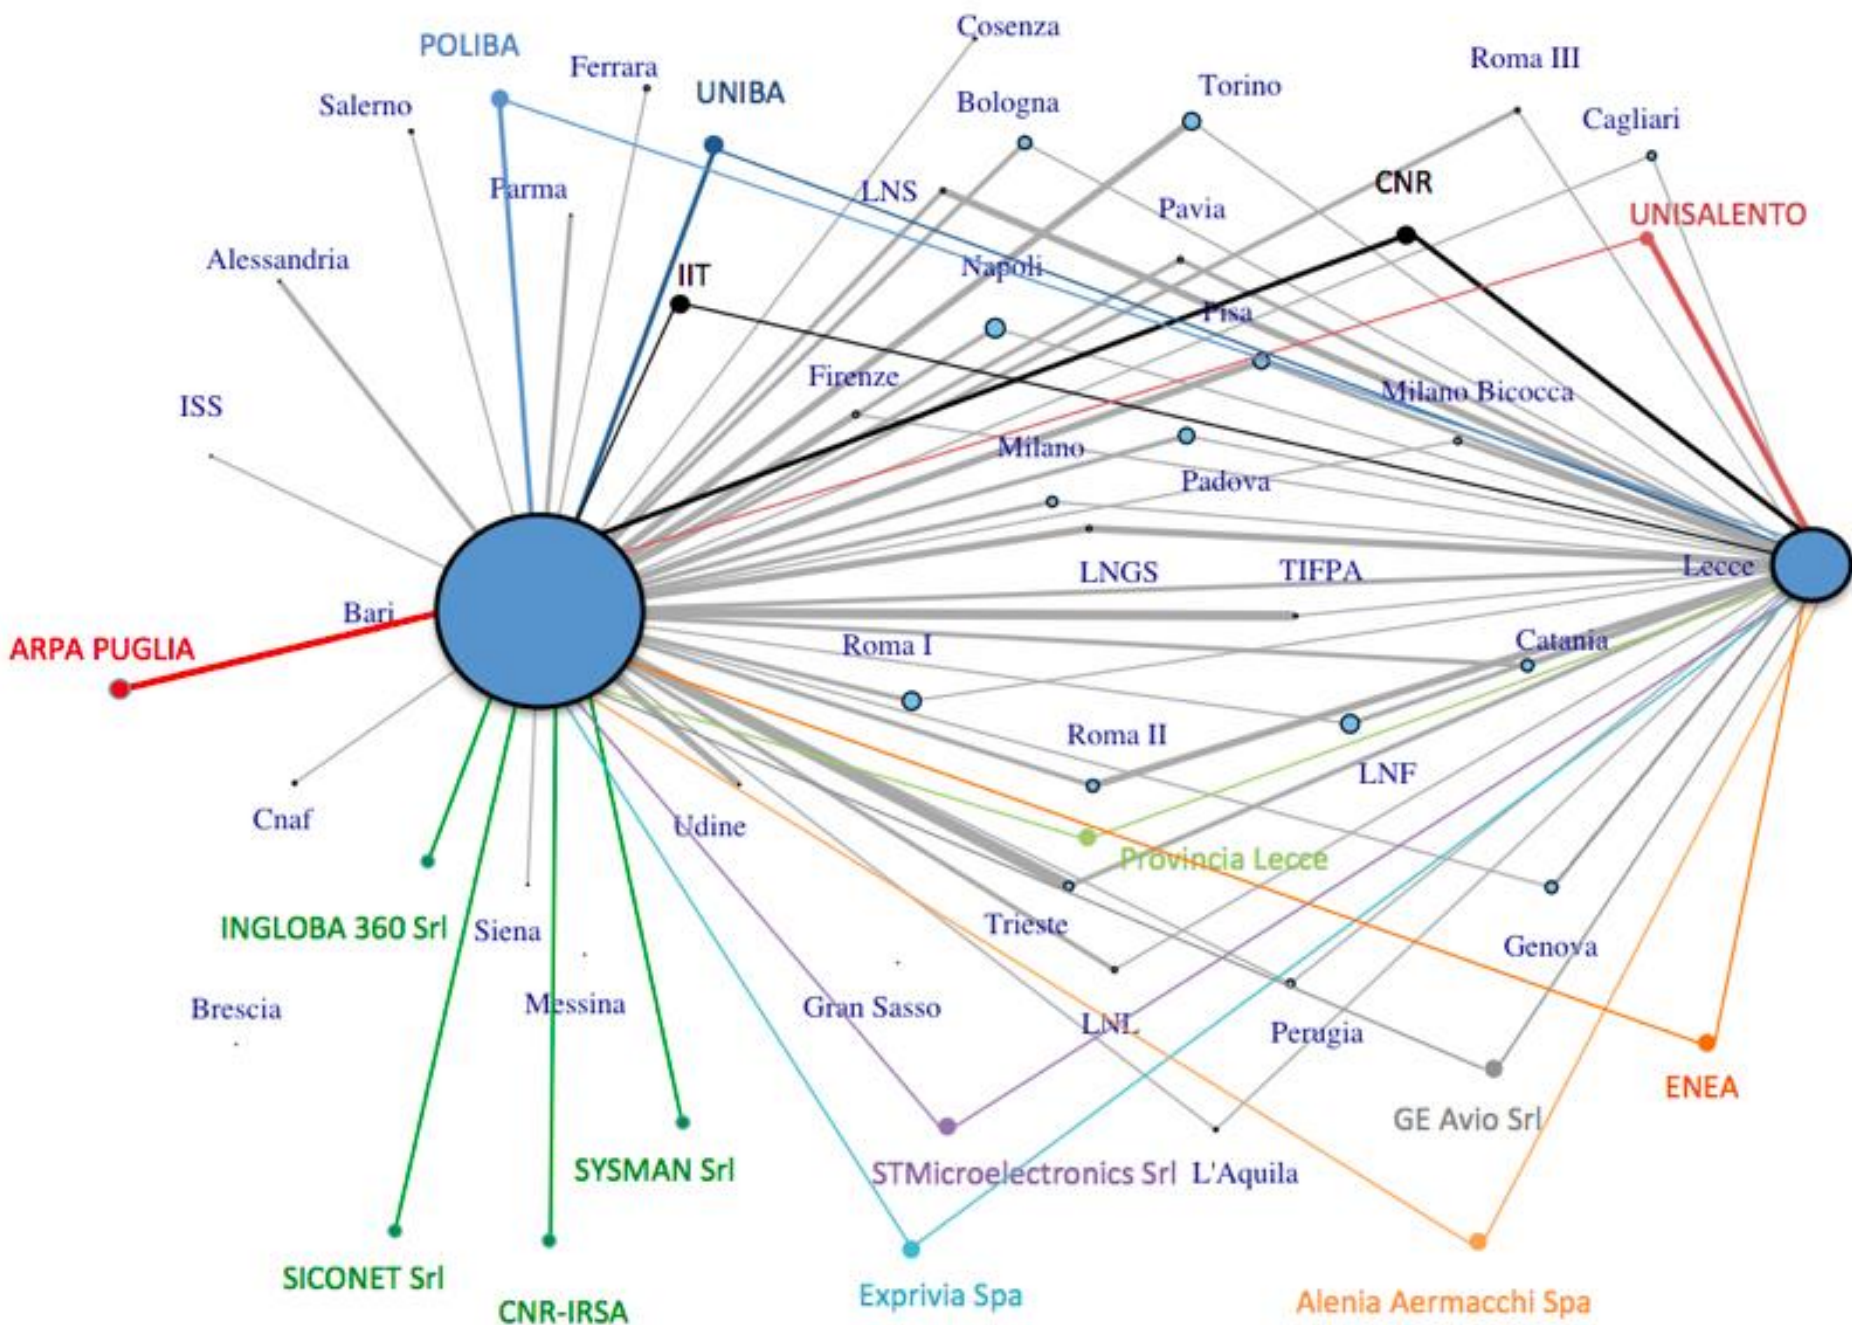 Cosenza
POLIBA
Ferrara
Roma III
UNIBA
Torino
Salerno
Bologna
Cagliari
Parma
LNS
CNR
Pavia
UNISALENTO
Alessandria
IIT
Napoli
Pisa
Firenze
Milano Bicocca
ISS
Milano
Padova
LNGS
TIFPA
Lecce
Bari
ARPA PUGLIA
Roma I
Catania
Roma II
LNF
Cnaf
Udine
Provincia Lecce
INGLOBA 360 Srl
Siena
Trieste
Genova
Brescia
Messina
Gran Sasso
LNL
Perugia
ENEA
GE Avio Srl
SYSMAN Srl
STMicroelectronics Srl
L'Aquila
SICONET Srl
CNR-IRSA
Exprivia Spa
Alenia Aermacchi Spa